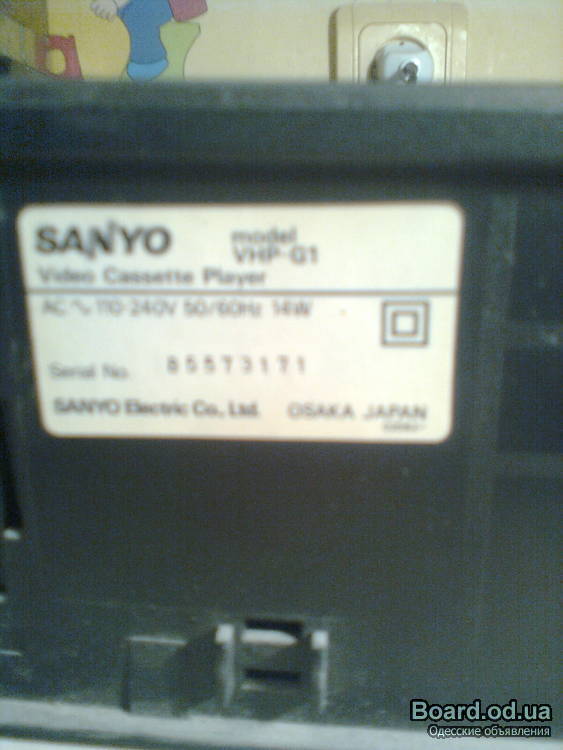 SANYO model
VHP-G1
Video Cassette Player
AC ∿ 110-240V 50/60Hz 14W
Serial No. 85573171
SANYO Electric Co., Ltd. OSAKA JAPAN
Board.od.ua
Одесские объявления